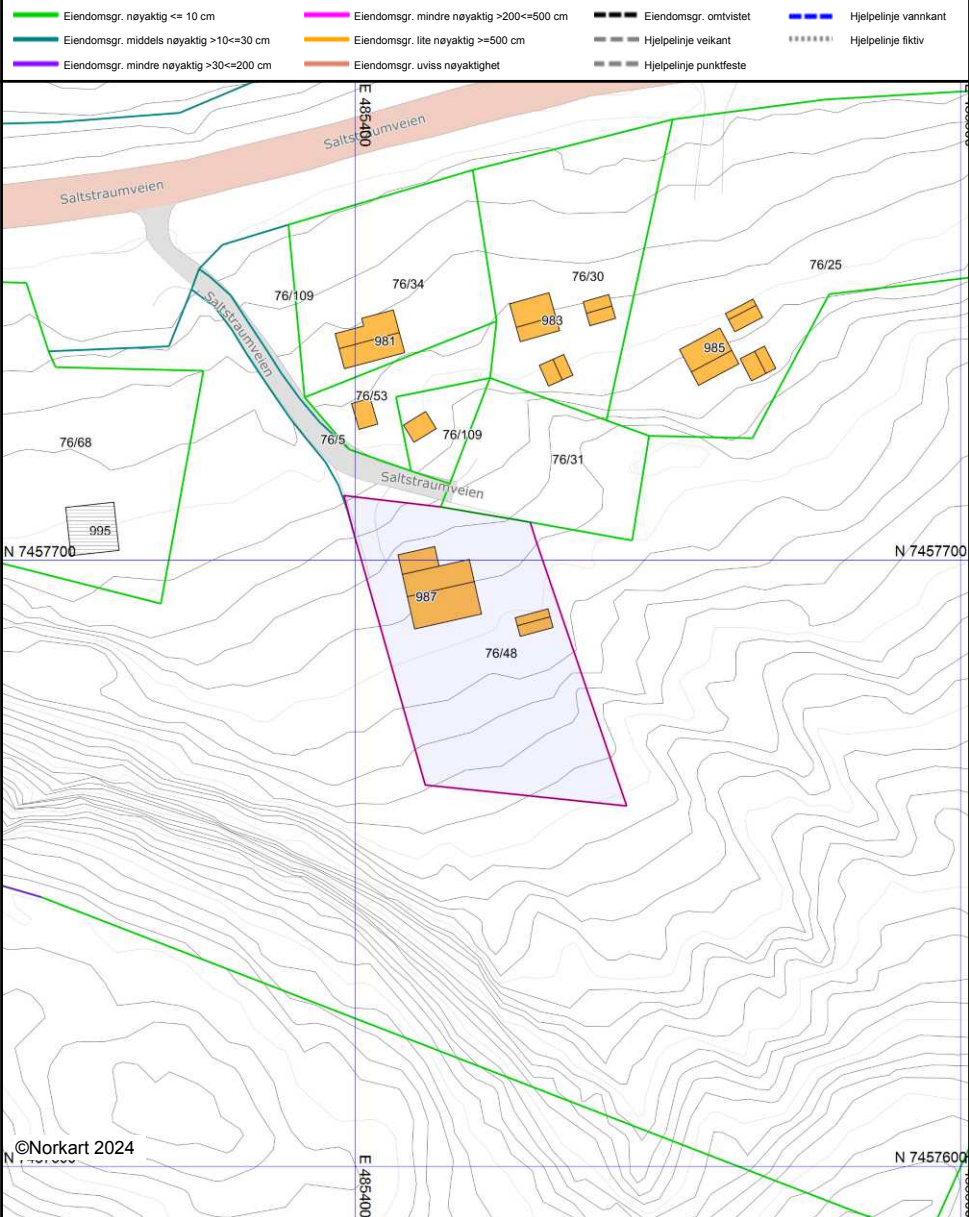 Eiendomsgr. nøyaktig <= 10 cm
Eiendomsgr. mindre nøyaktig >200<=500 cm
Eiendomsgr. omtvistet
Hjelpelinje vannkant
Eiendomsgr. middels nøyaktig >10<=30 cm
Eiendomsgr. lite nøyaktig >=500 cm
Hjelpelinje veikant
Hjelpelinje fiktiv
Eiendomsgr. mindre nøyaktig >30<=200 cm
Eiendomsgr. uviss nøyaktighet
Hjelpelinje punktfeste
E 485400
Saltstraumveien
Saltstraumveien
76/25
76/30
76/34
76/109
Saltstraumveien
983
981
985
76/53
76/109
76/5
76/68
76/31
Saltstraumveien
995
N 7457700
N 7457700
987
76/48
©Norkart 2024
N 7457600
E 485400